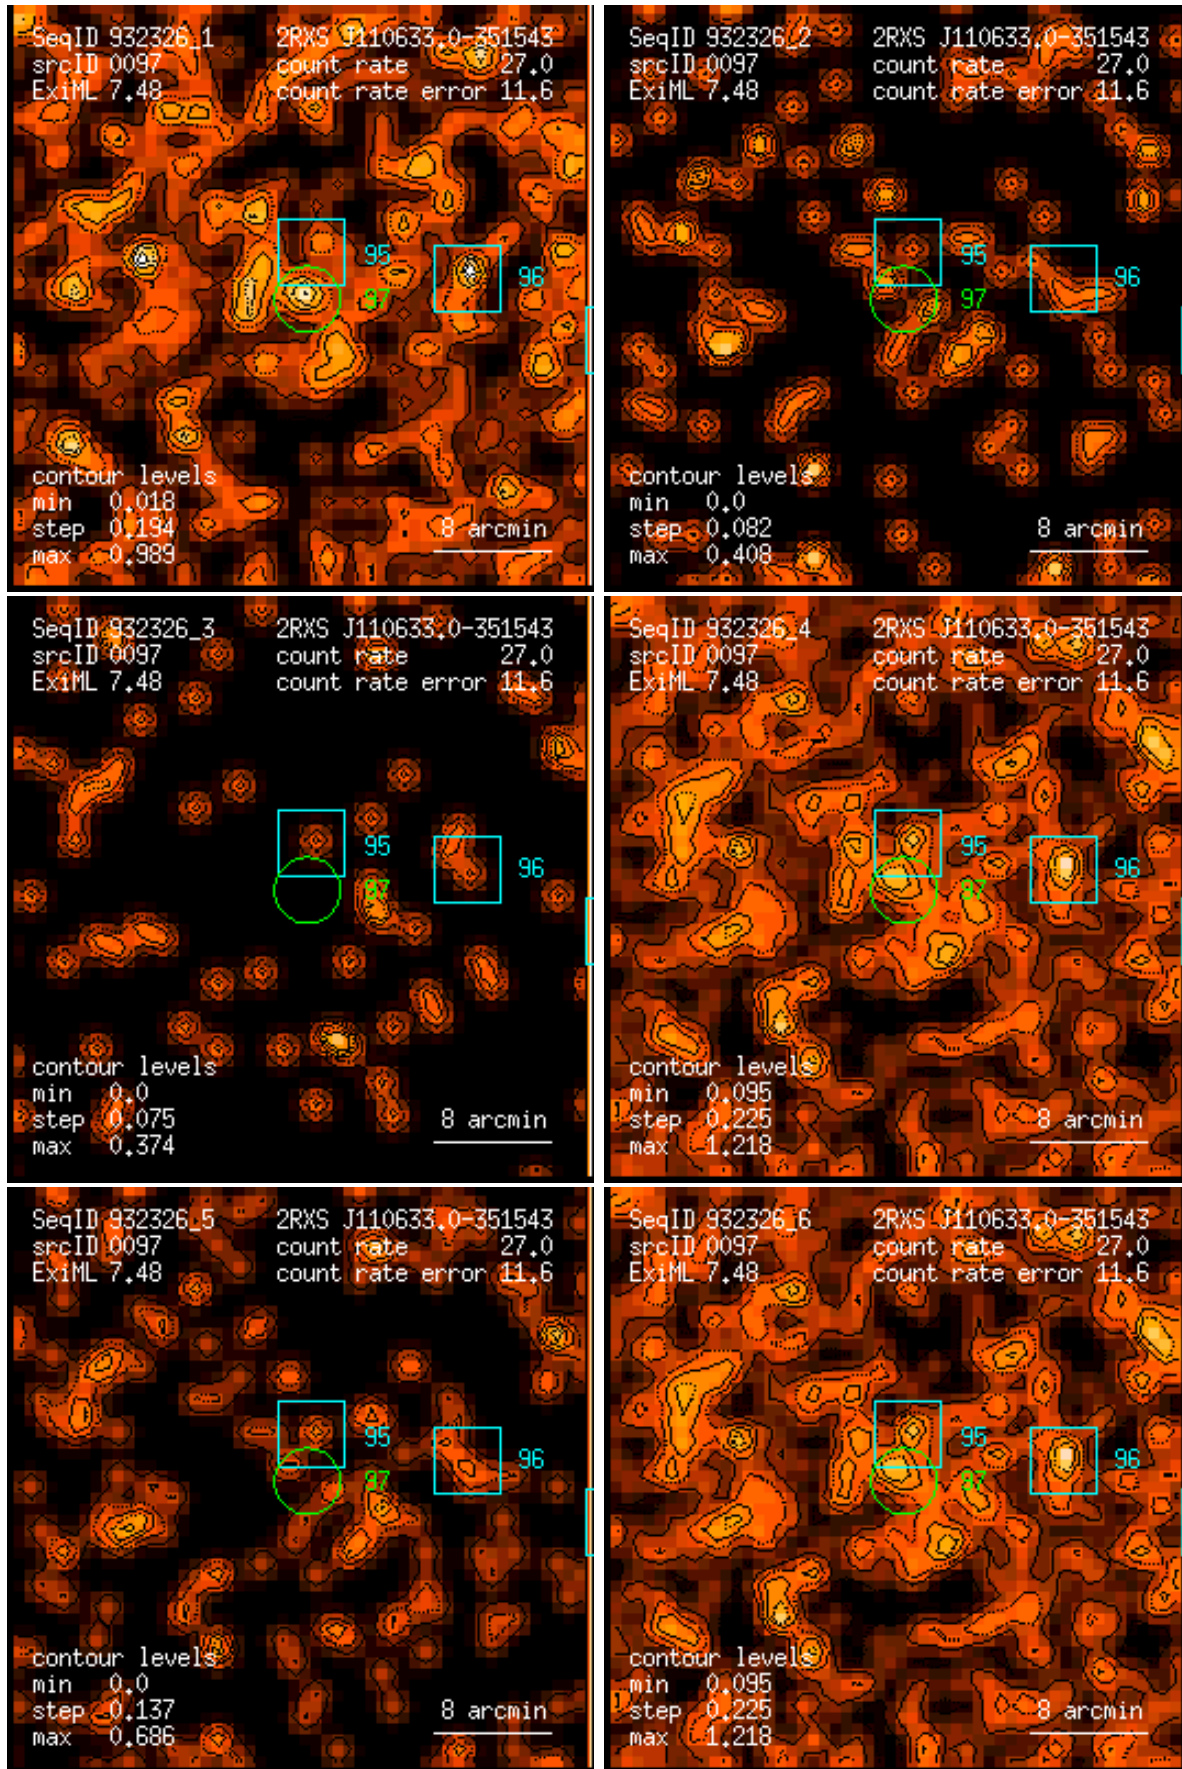 SeqID 932326_1 2RXS J110633.0-351543
srcID 0097 count rate 27.0
ExiML 7.48 count rate error 11.6
95
96
97
contour levels
min 0.018
step 0.194
max 0.989
8 arcmin
SeqID 932326_2 2RXS J110633.0-351543
srcID 0097 count rate 27.0
ExiML 7.48 count rate error 11.6
95
96
97
contour levels
min 0.0
step 0.082
max 0.408
8 arcmin
SeqID 932326_3 2RXS J110633.0-351543
srcID 0097 count rate 27.0
ExiML 7.48 count rate error 11.6
95
96
97
contour levels
min 0.0
step 0.075
max 0.374
8 arcmin
SeqID 932326_4 2RXS J110633.0-351543
srcID 0097 count rate 27.0
ExiML 7.48 count rate error 11.6
95
96
97
contour levels
min 0.095
step 0.225
max 1.218
8 arcmin
SeqID 932326_5 2RXS J110633.0-351543
srcID 0097 count rate 27.0
ExiML 7.48 count rate error 11.6
95
96
97
contour levels
min 0.0
step 0.137
max 0.686
8 arcmin
SeqID 932326_6 2RXS J110633.0-351543
srcID 0097 count rate 27.0
ExiML 7.48 count rate error 11.6
95
96
97
contour levels
min 0.095
step 0.225
max 1.218
8 arcmin